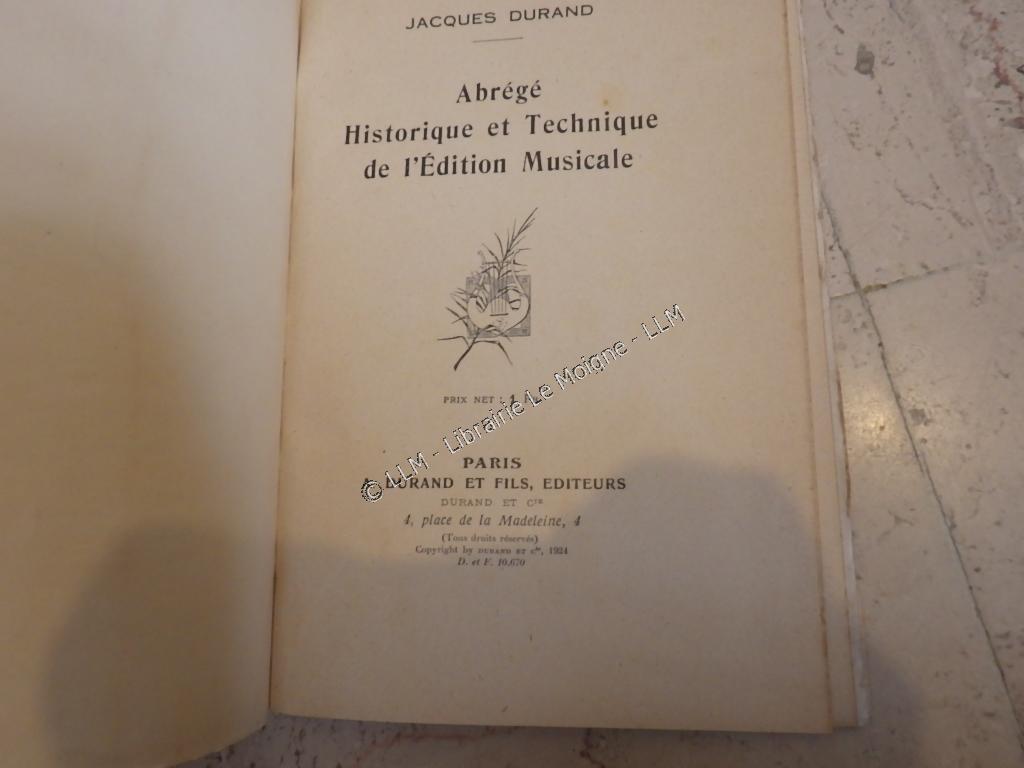 JACQUES DURAND
Abrégé
Historique et Technique
de l'Édition Musicale
PRIX NET : 1
© LLM - Librairie Le Moigne - LLM
PARIS
DURAND ET FILS, EDITEURS
DURAND ET Cie
4, place de la Madeleine, 4
(Tous droits réservés)
Copyright by DURAND ET Cie, 1924
D. et F. 10,670